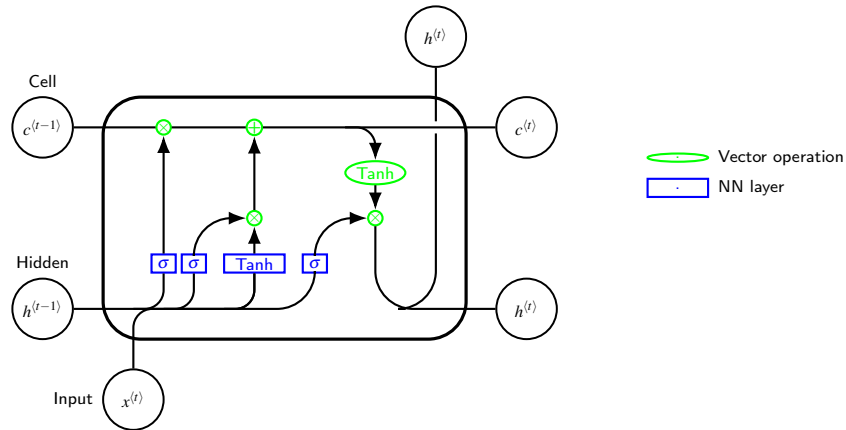 h⟨t⟩
Cell
c⟨t−1⟩
× + c⟨t⟩
Tanh
· Vector operation
· NN layer
× ×
Hidden
σ σ Tanh σ
h⟨t−1⟩ h⟨t⟩
Input x⟨t⟩